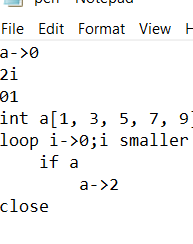 Notepad
File Edit Format View
a->0
2i
01
int a[1, 3, 5, 7, 9]
loop i->0;i smaller
    if a
        a->2
close